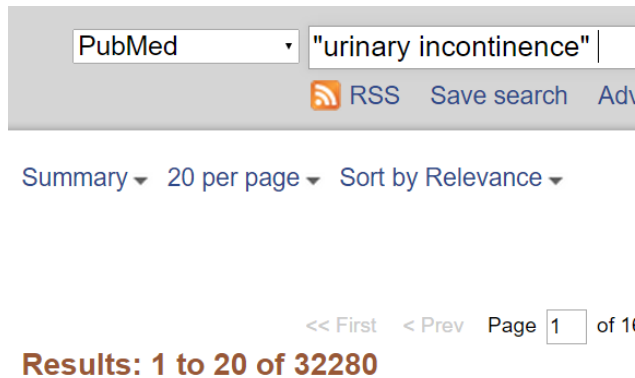 PubMed "urinary incontinence"
RSS Save search
Summary 20 per page Sort by Relevance
<< First < Prev Page 1 of
Results: 1 to 20 of 32280